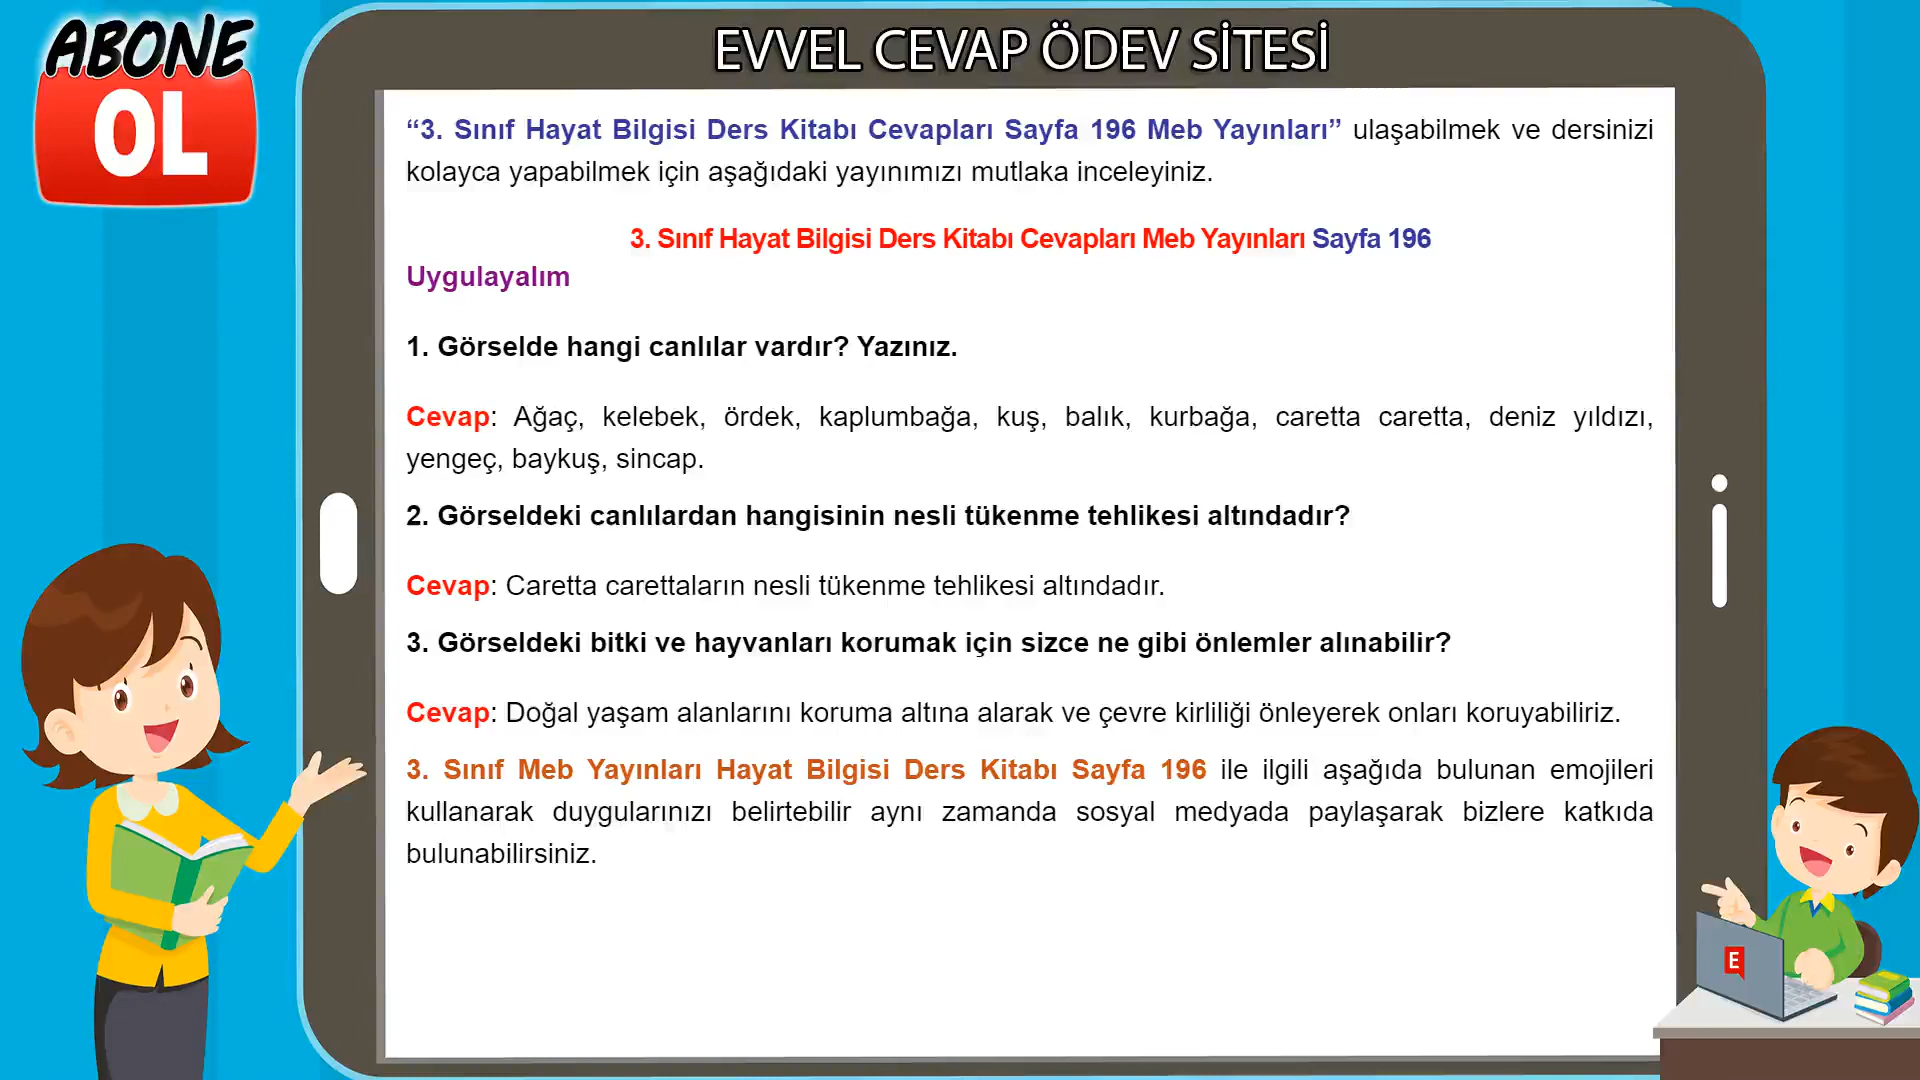 ABONE
OL
EVVEL CEVAP ÖDEV SİTESİ
“3. Sınıf Hayat Bilgisi Ders Kitabı Cevapları Sayfa 196 Meb Yayınları” ulaşabilmek ve dersinizi
kolayca yapabilmek için aşağıdaki yayınımızı mutlaka inceleyiniz.
3. Sınıf Hayat Bilgisi Ders Kitabı Cevapları Meb Yayınları Sayfa 196
Uygulayalım
1. Görselde hangi canlılar vardır? Yazınız.
Cevap: Ağaç, kelebek, ördek, kaplumbağa, kuş, balık, kurbağa, caretta caretta, deniz yıldızı,
yengeç, baykuş, sincap.
2. Görseldeki canlılardan hangisinin nesli tükenme tehlikesi altındadır?
Cevap: Caretta carettaların nesli tükenme tehlikesi altındadır.
3. Görseldeki bitki ve hayvanları korumak için sizce ne gibi önlemler alınabilir?
Cevap: Doğal yaşam alanlarını koruma altına alarak ve çevre kirliliği önleyerek onları koruyabiliriz.
3. Sınıf Meb Yayınları Hayat Bilgisi Ders Kitabı Sayfa 196 ile ilgili aşağıda bulunan emojileri
kullanarak duygularınızı belirtebilir aynı zamanda sosyal medyada paylaşarak bizlere katkıda
bulunabilirsiniz.
E